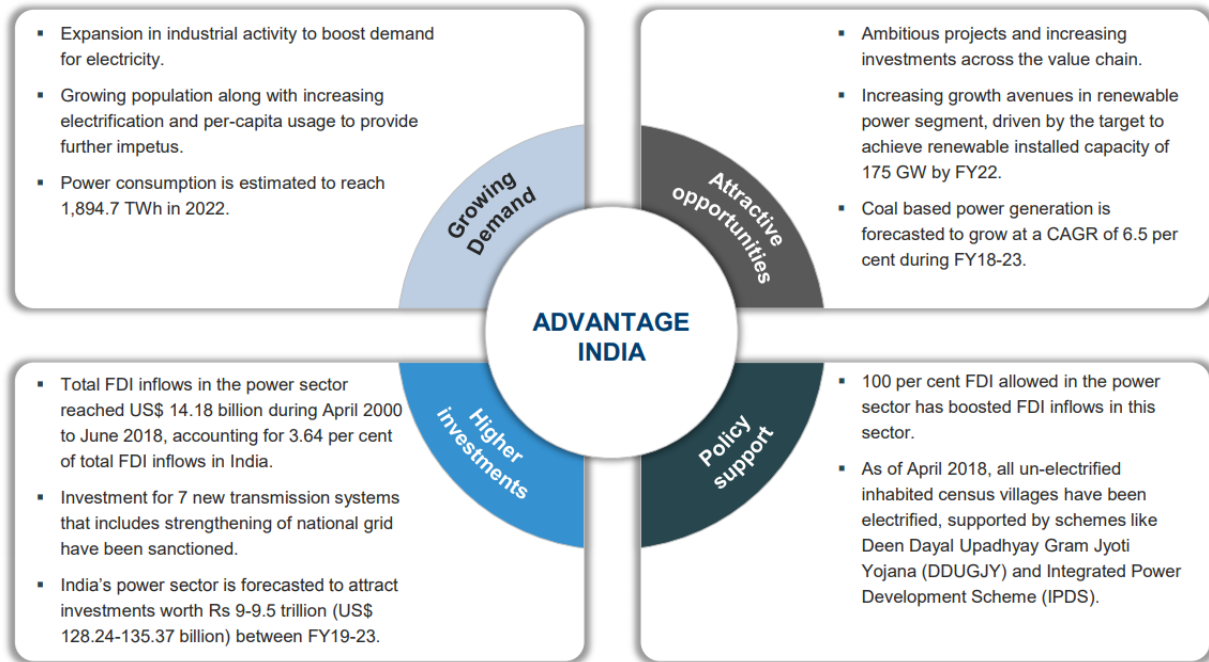 ▪ Expansion in industrial activity to boost demand
for electricity.
▪ Growing population along with increasing
electrification and per-capita usage to provide
further impetus.
▪ Power consumption is estimated to reach
1,894.7 TWh in 2022.
Growing
Demand
▪ Ambitious projects and increasing
investments across the value chain.
▪ Increasing growth avenues in renewable
power segment, driven by the target to
achieve renewable installed capacity of
175 GW by FY22.
▪ Coal based power generation is
forecasted to grow at a CAGR of 6.5 per
cent during FY18-23.
Attractive
opportunities
ADVANTAGE
INDIA
▪ Total FDI inflows in the power sector
reached US$ 14.18 billion during April 2000
to June 2018, accounting for 3.64 per cent
of total FDI inflows in India.
▪ Investment for 7 new transmission systems
that includes strengthening of national grid
have been sanctioned.
▪ India’s power sector is forecasted to attract
investments worth Rs 9-9.5 trillion (US$
128.24-135.37 billion) between FY19-23.
Higher
investments
▪ 100 per cent FDI allowed in the power
sector has boosted FDI inflows in this
sector.
▪ As of April 2018, all un-electrified
inhabited census villages have been
electrified, supported by schemes like
Deen Dayal Upadhyay Gram Jyoti
Yojana (DDUGJY) and Integrated Power
Development Scheme (IPDS).
Policy
support